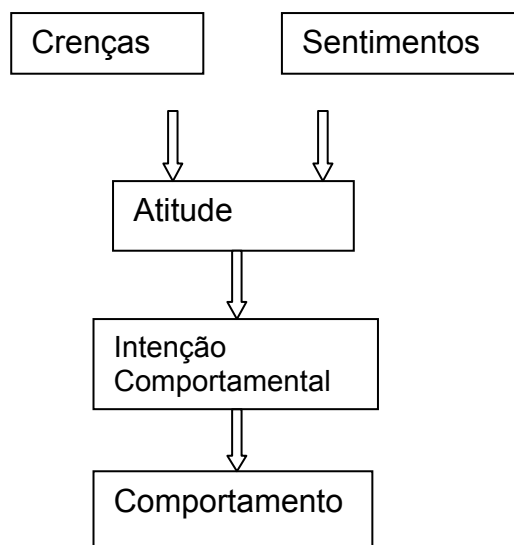 Crenças
Sentimentos
Atitude
Intenção
Comportamental
Comportamento